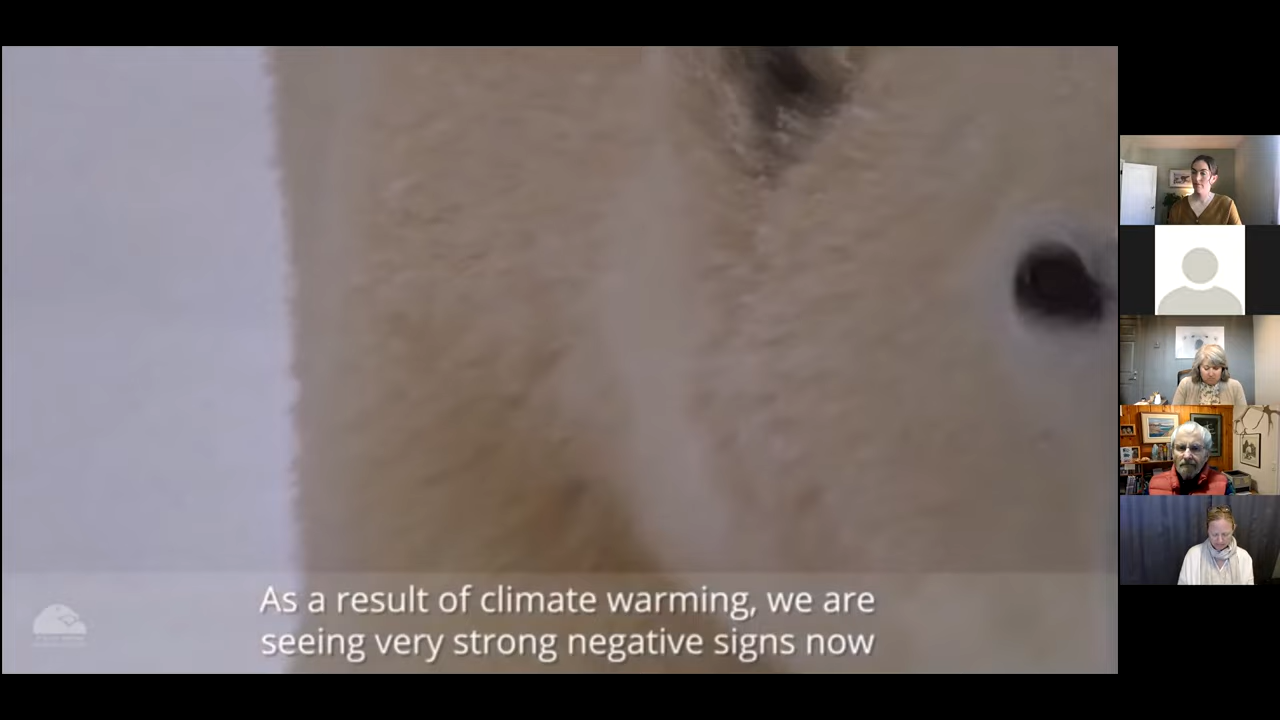 As a result of climate warming, we are
seeing very strong negative signs now